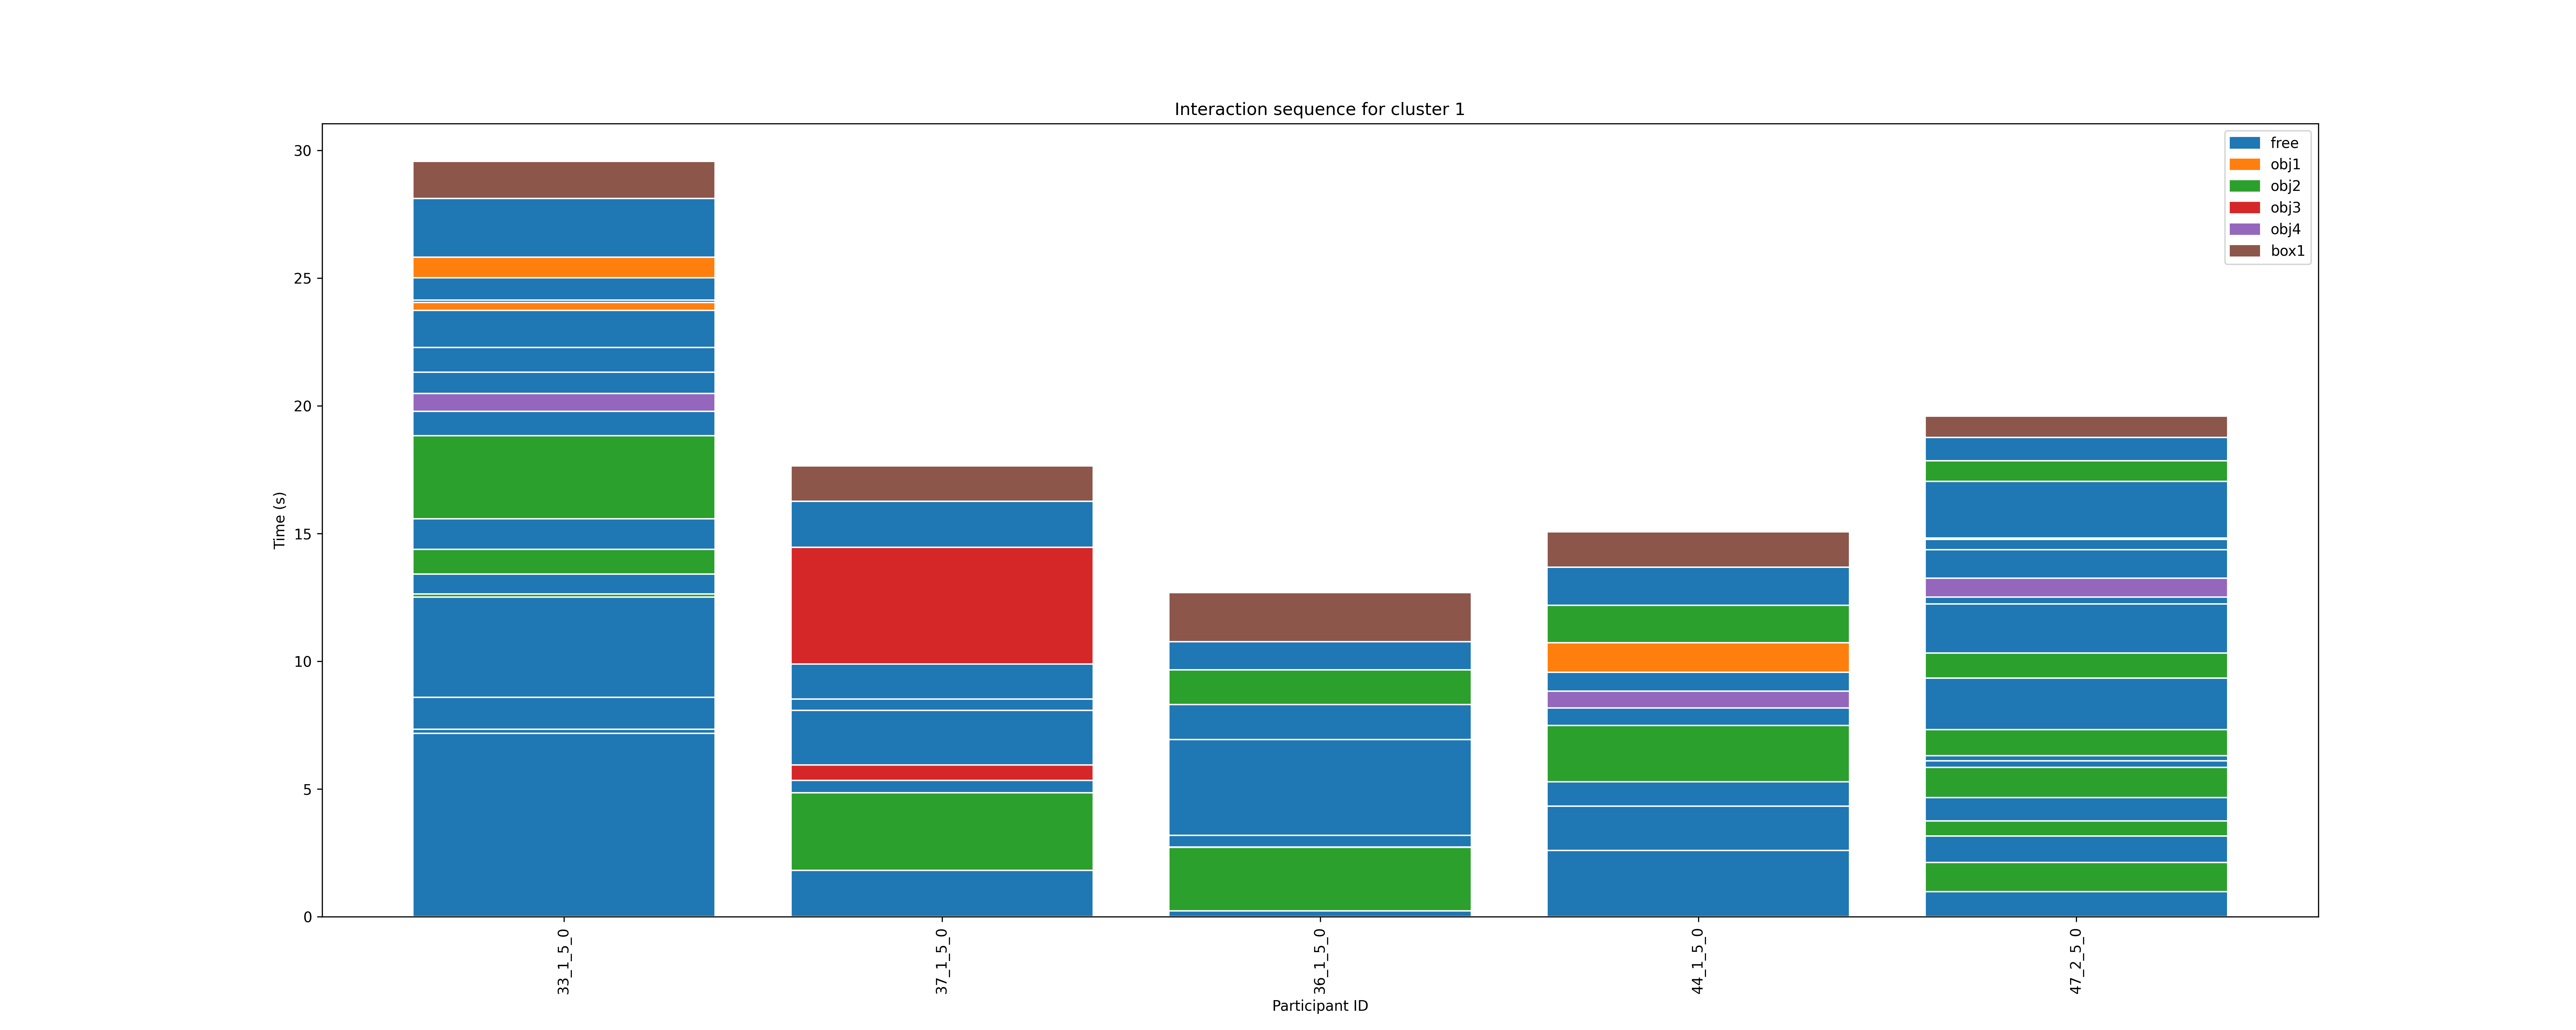 Interaction sequence for cluster 1
free
obj1
obj2
obj3
obj4
box1
Time (s)
30
25
20
15
10
5
0
33_1_5_0
37_1_5_0
36_1_5_0
44_1_5_0
47_2_5_0
Participant ID